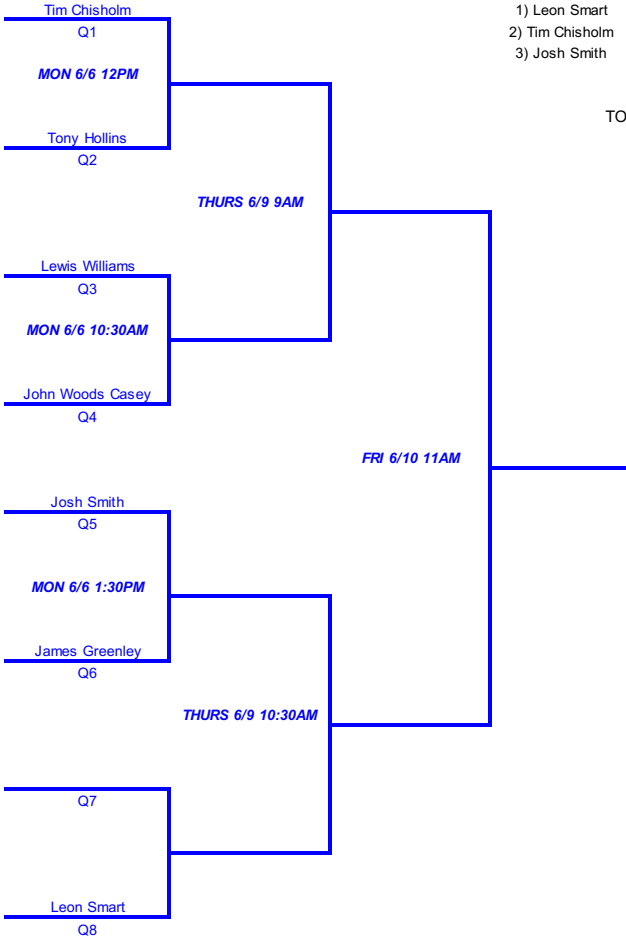 Tim Chisholm
1) Leon Smart
Q1
2) Tim Chisholm
3) Josh Smith
MON 6/6 12PM
TO
Tony Hollins
Q2
THURS 6/9 9AM
Lewis Williams
Q3
MON 6/6 10:30AM
John Woods Casey
Q4
FRI 6/10 11AM
Josh Smith
Q5
MON 6/6 1:30PM
James Greenley
Q6
THURS 6/9 10:30AM
Q7
Leon Smart
Q8